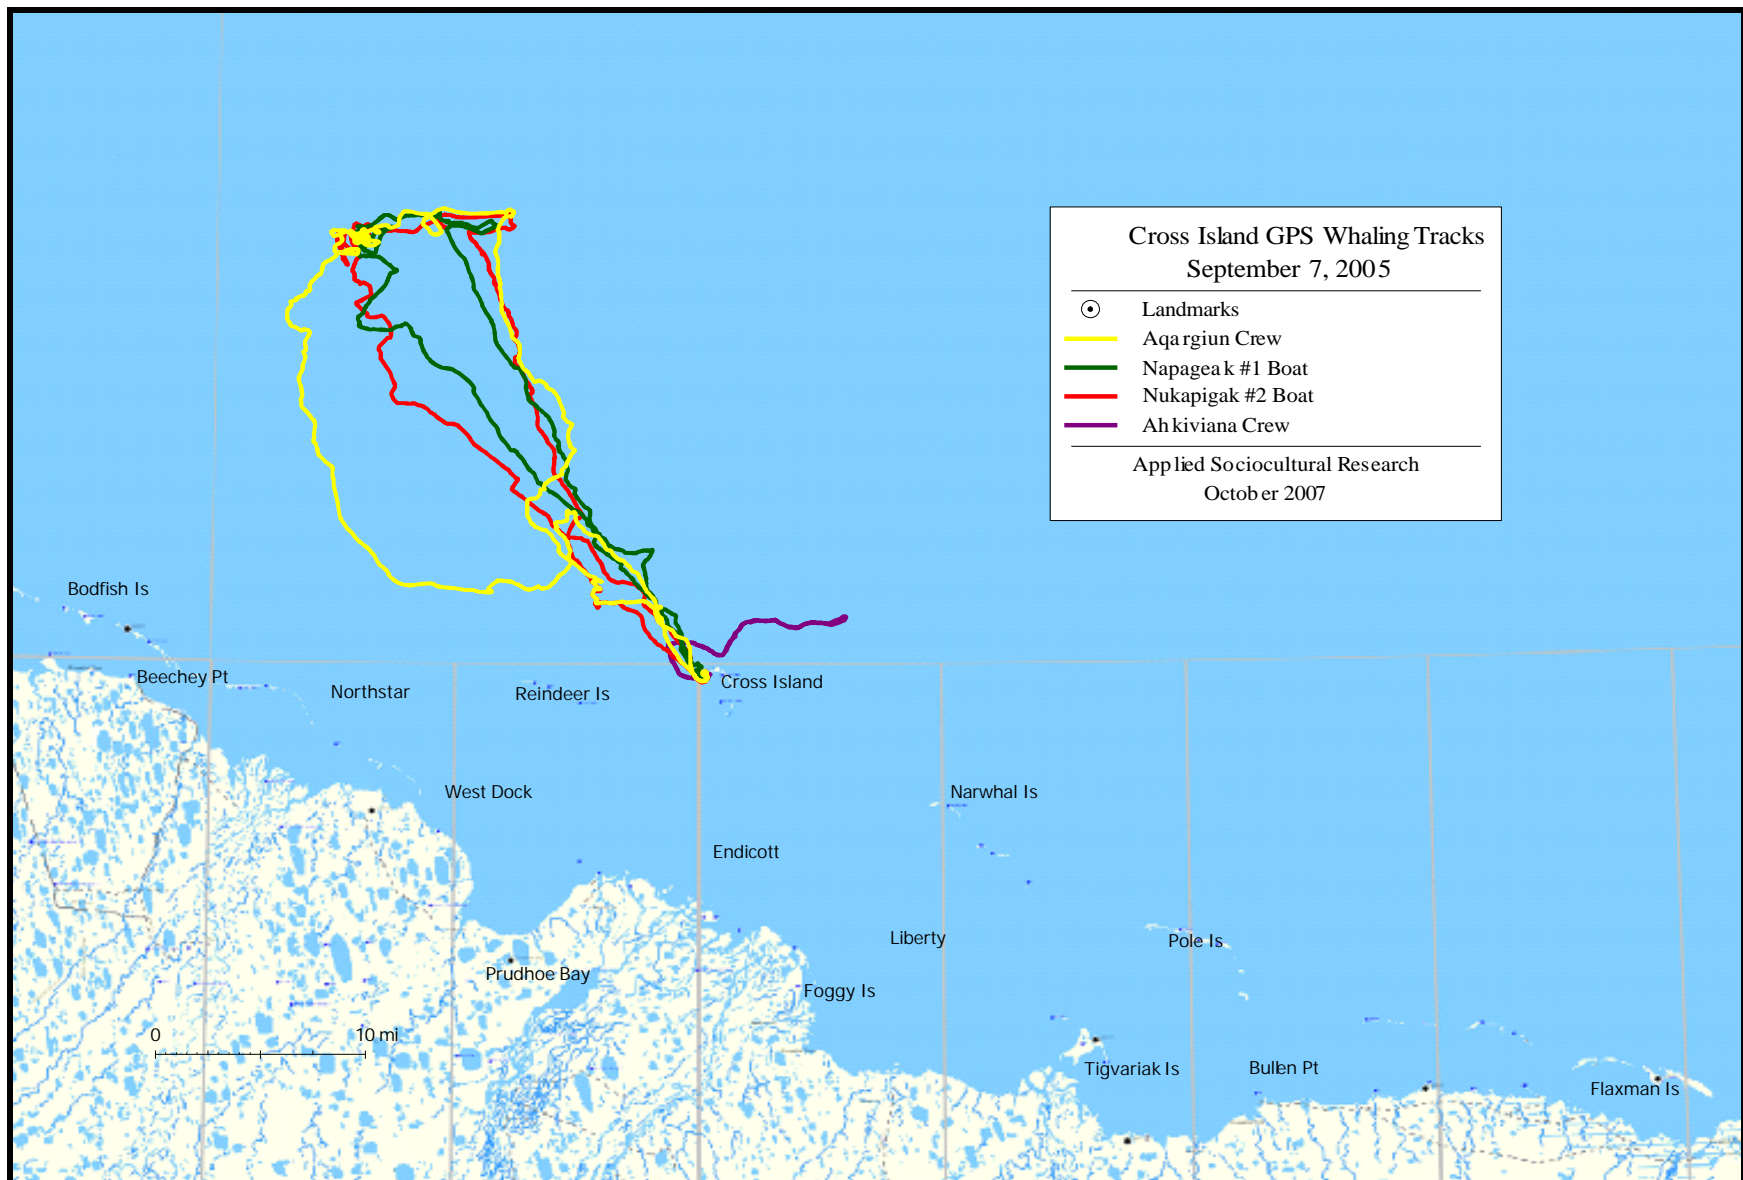 Cross Island GPS Whaling Tracks
September 7, 2005
Landmarks
Aqargiun Crew
Napageak #1 Boat
Nukapigak #2 Boat
Ahkiviana Crew
Applied Sociocultural Research
October 2007
Bodfish Is
Beechey Pt
Northstar
Reindeer Is
Cross Island
West Dock
Narwhal Is
Endicott
Liberty
Pole Is
Prudhoe Bay
Foggy Is
0 10 mi
Tigvariak Is
Bullen Pt
Flaxman Is